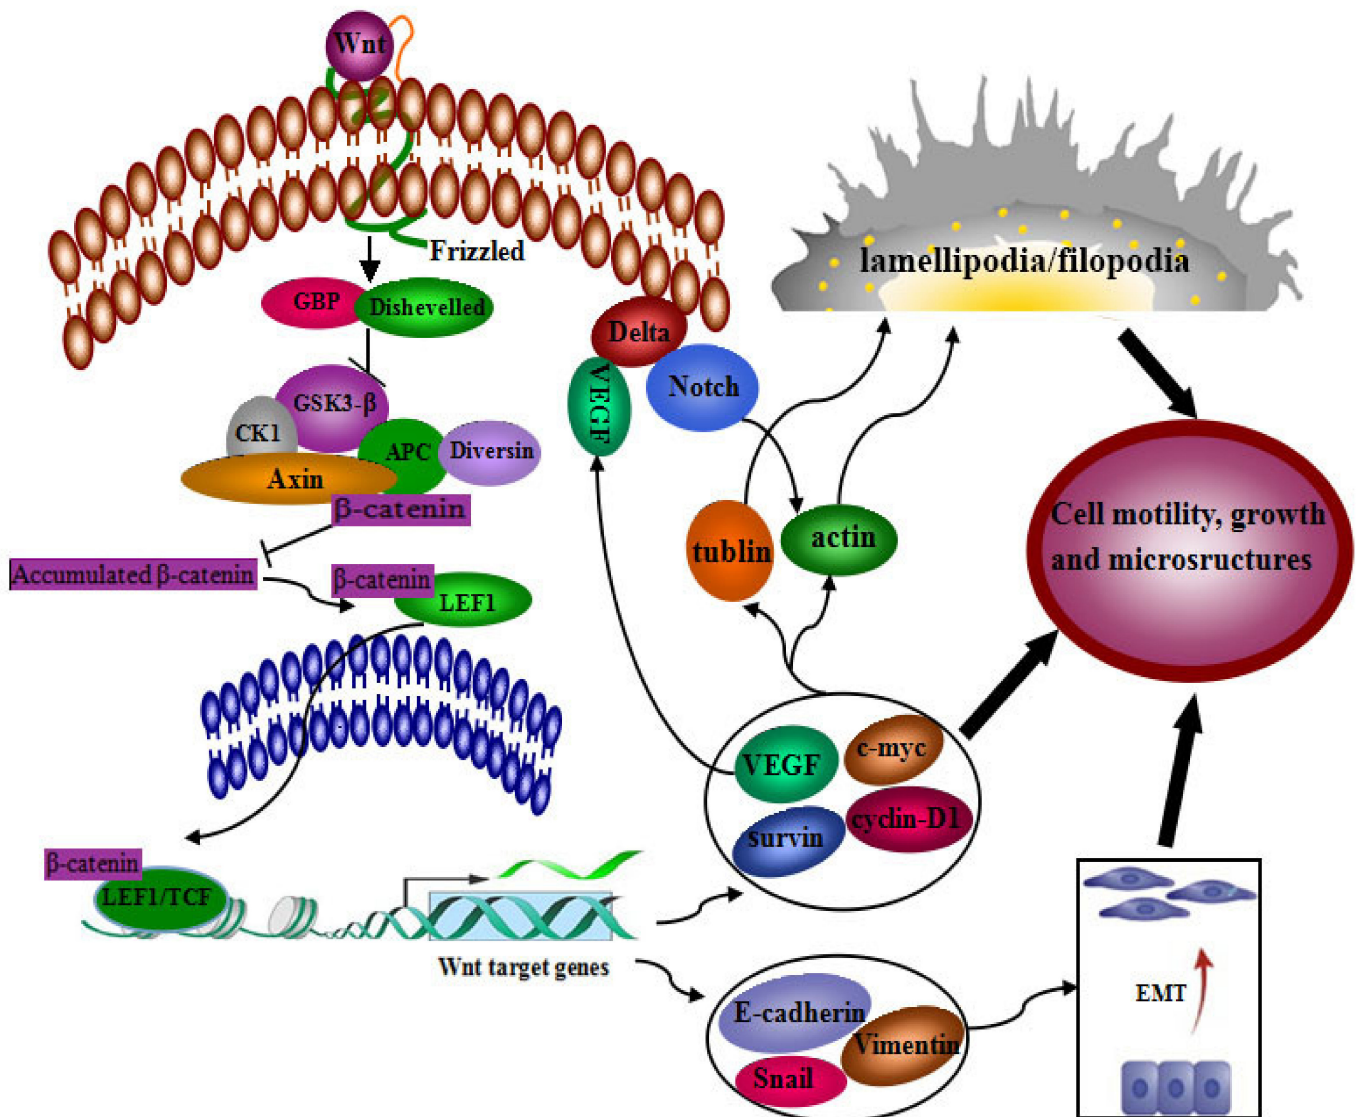 Wnt
Frizzled
GBP
Dishevelled
GSK3-β
CK1
APC
Diversin
Axin
β-catenin
Accumulated β-catenin
β-catenin
LEF1
β-catenin
LEF1/TCF
Wnt target genes
Delta
VEGF
Notch
tublin
actin
lamellipodia/filopodia
Cell motility, growth
and microsructures
VEGF
c-myc
survin
cyclin-D1
E-cadherin
Vimentin
Snail
EMT